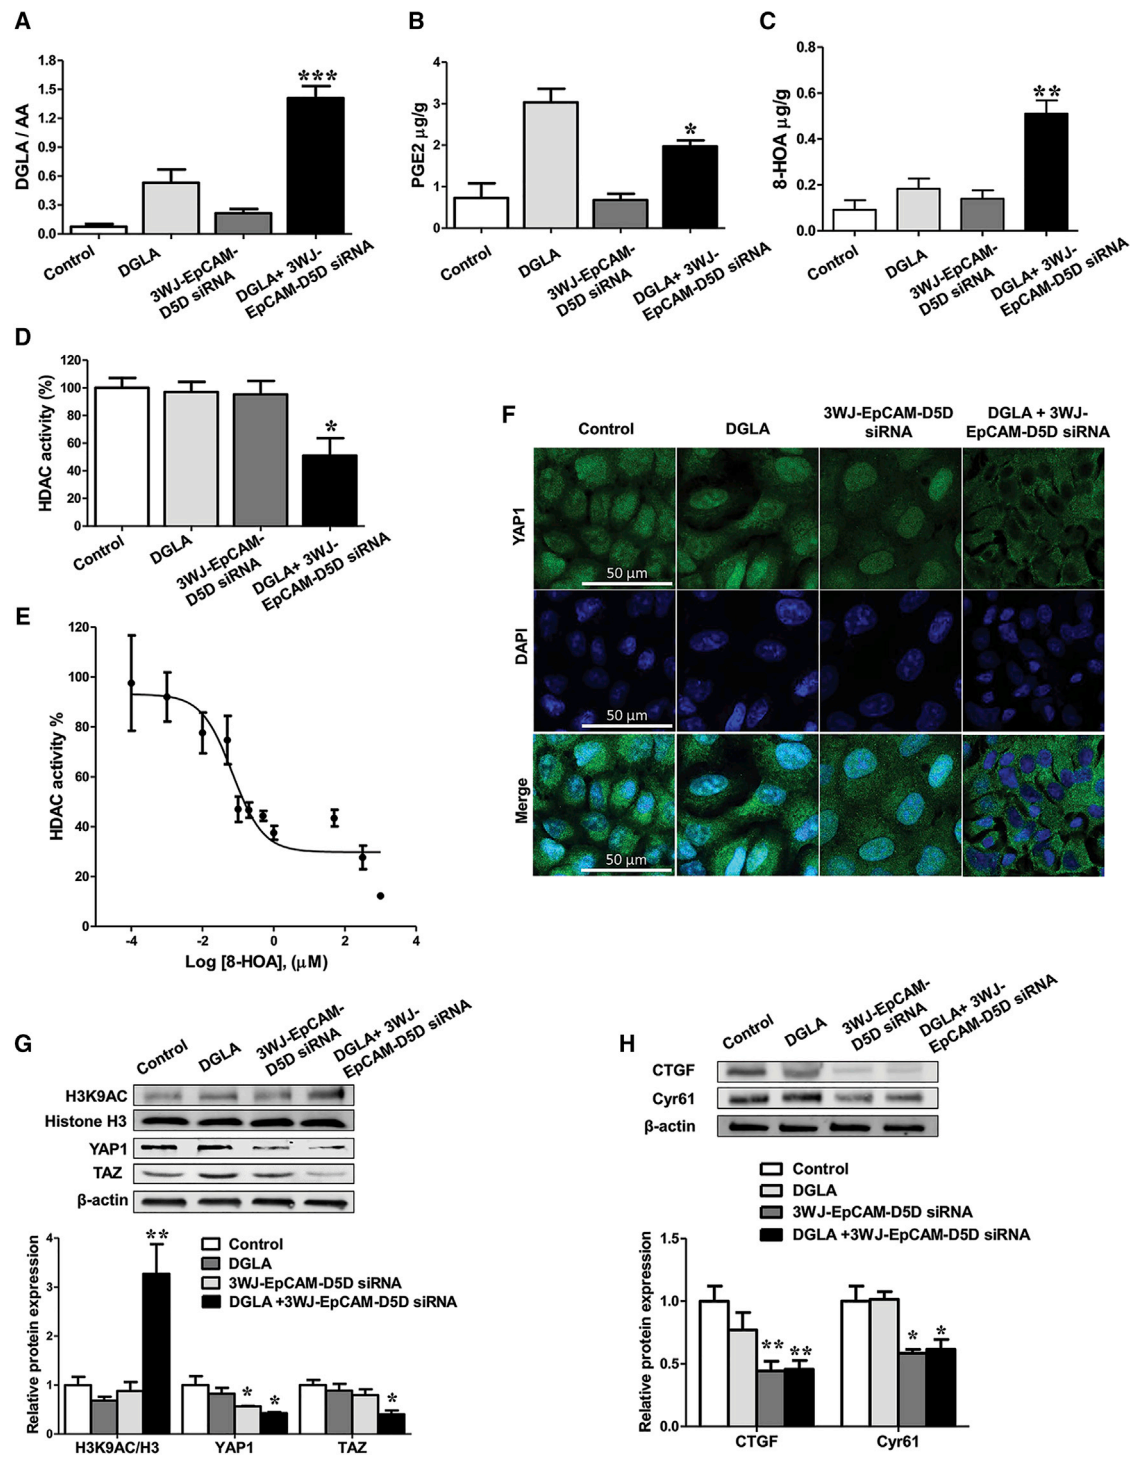 A
DGLA / AA
1.8
1.5
1.2
0.9
0.6
0.3
0.0
***
Control
DGLA
3WJ-EpCAM-
D5D siRNA
DGLA+ 3WJ-
EpCAM-D5D siRNA
B
PGE2 µg/g
4
3
2
1
0
*
Control
DGLA
3WJ-EpCAM-
D5D siRNA
DGLA+ 3WJ-
EpCAM-D5D siRNA
C
8-HOA µg/g
0.8
0.6
0.4
0.2
0.0
**
Control
DGLA
3WJ-EpCAM-
D5D siRNA
DGLA+ 3WJ-
EpCAM-D5D siRNA
D
HDAC activity (%)
120
100
80
60
40
20
0
*
Control
DGLA
3WJ-EpCAM-
D5D siRNA
DGLA+ 3WJ-
EpCAM-D5D siRNA
E
HDAC activity %
120
100
80
60
40
20
0
-4
-2
0
2
4
Log [8-HOA], (µM)
F
Control
DGLA
3WJ-EpCAM-D5D
siRNA
DGLA + 3WJ-
EpCAM-D5D siRNA
YAP1
50 µm
DAPI
50 µm
Merge
50 µm
G
Control
DGLA
3WJ-EpCAM-
D5D siRNA
DGLA+ 3WJ-
EpCAM-D5D siRNA
H3K9AC
Histone H3
YAP1
TAZ
β-actin
Relative protein expression
4
3
2
1
0
**
*
*
*
Control
DGLA
3WJ-EpCAM-D5D siRNA
DGLA +3WJ-EpCAM-D5D siRNA
H3K9AC/H3
YAP1
TAZ
H
Control
DGLA
3WJ-EpCAM-
D5D siRNA
DGLA+ 3WJ-
EpCAM-D5D siRNA
CTGF
Cyr61
β-actin
Control
DGLA
3WJ-EpCAM-D5D siRNA
DGLA +3WJ-EpCAM-D5D siRNA
Relative protein expression
1.5
1.0
0.5
0.0
**
**
*
*
CTGF
Cyr61